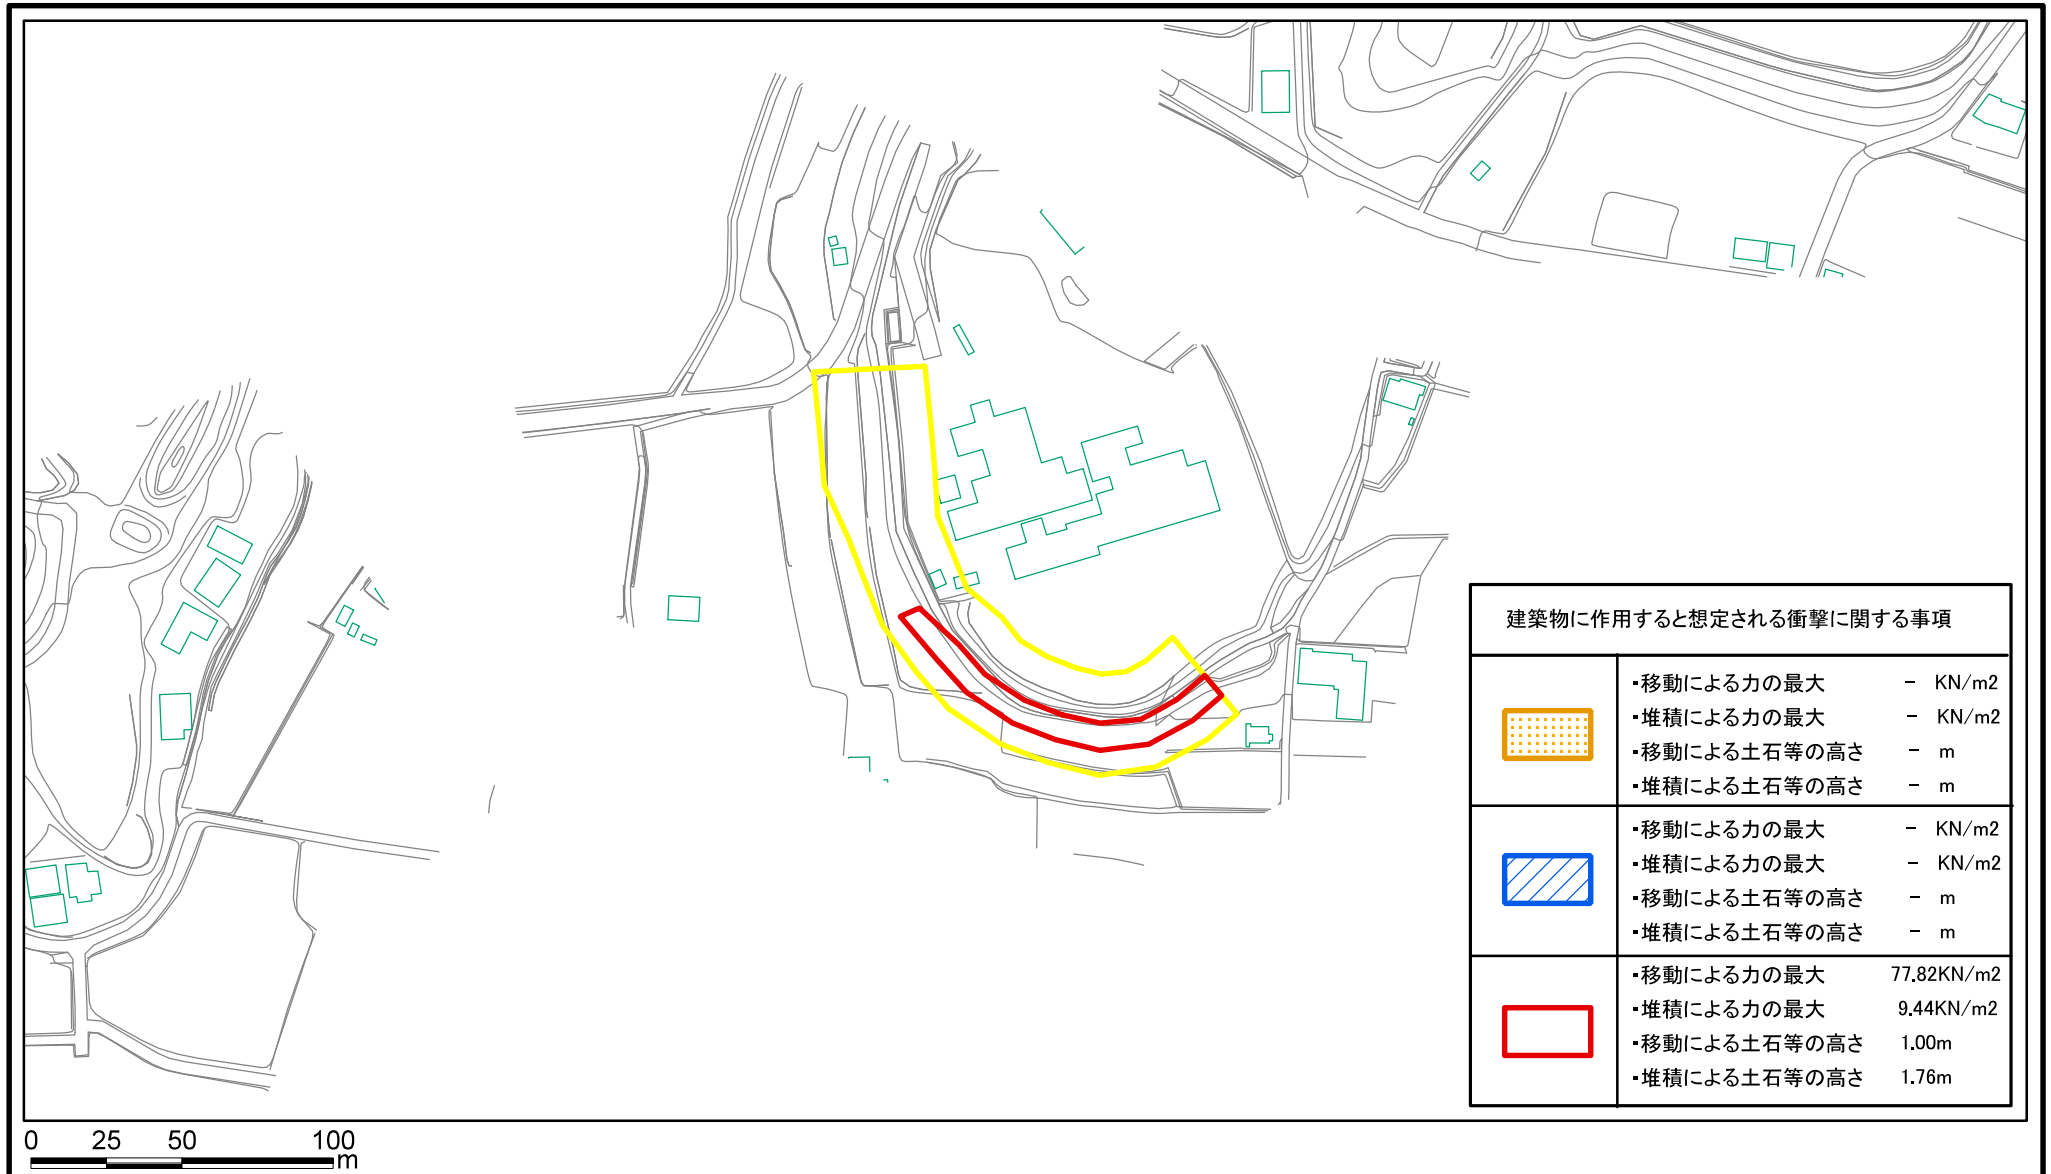 建築物に作用すると想定される衝撃に関する事項
・移動による力の最大 － KN/m2
・堆積による力の最大 － KN/m2
・移動による土石等の高さ － m
・堆積による土石等の高さ － m
・移動による力の最大 － KN/m2
・堆積による力の最大 － KN/m2
・移動による土石等の高さ － m
・堆積による土石等の高さ － m
・移動による力の最大 77.82KN/m2
・堆積による力の最大 9.44KN/m2
・移動による土石等の高さ 1.00m
・堆積による土石等の高さ 1.76m
0 25 50 100
m